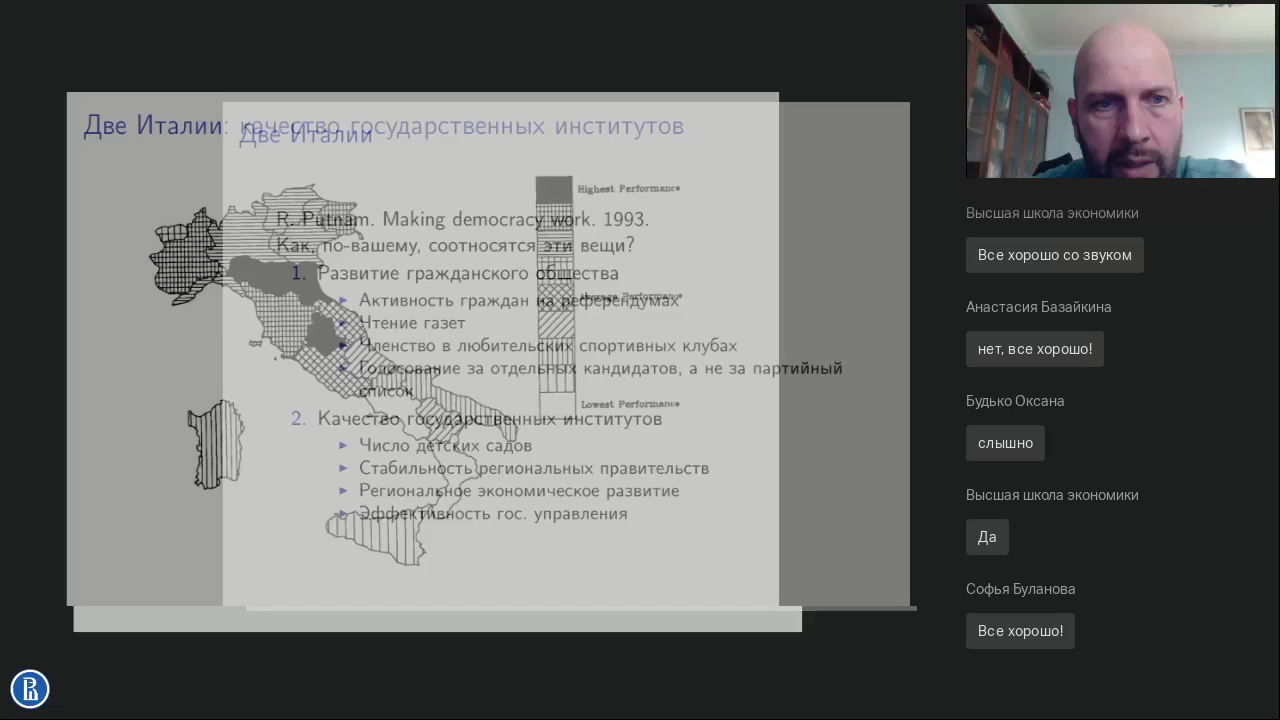 Две Италии: качество государственных институтов
Две Италии
Highest Performance
R. Putnam. Making democracy work. 1993.
Как, по-вашему, соотносятся эти вещи?
1. Развитие гражданского общества
Average Performance
Активность граждан на референдумах
Чтение газет
Членство в любительских спортивных клубах
Голосование за отдельных кандидатов, а не за партийный
список
Lowest Performance
2. Качество государственных институтов
Число детских садов
Стабильность региональных правительств
Региональное экономическое развитие
Эффективность гос. управления
Высшая школа экономики
Все хорошо со звуком
Анастасия Базайкина
нет, все хорошо!
Будько Оксана
слышно
Высшая школа экономики
Да
Софья Буланова
Все хорошо!